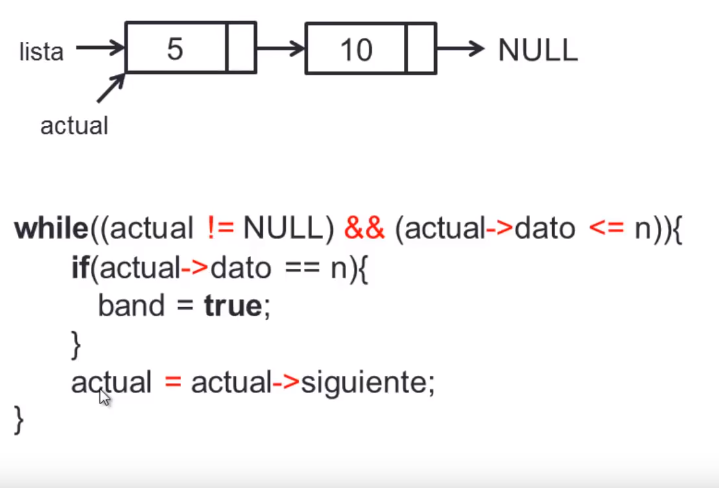 lista 5 10 NULL
actual
while((actual != NULL) && (actual->dato <= n)){
if(actual->dato == n){
band = true;
}
actual = actual->siguiente;
}